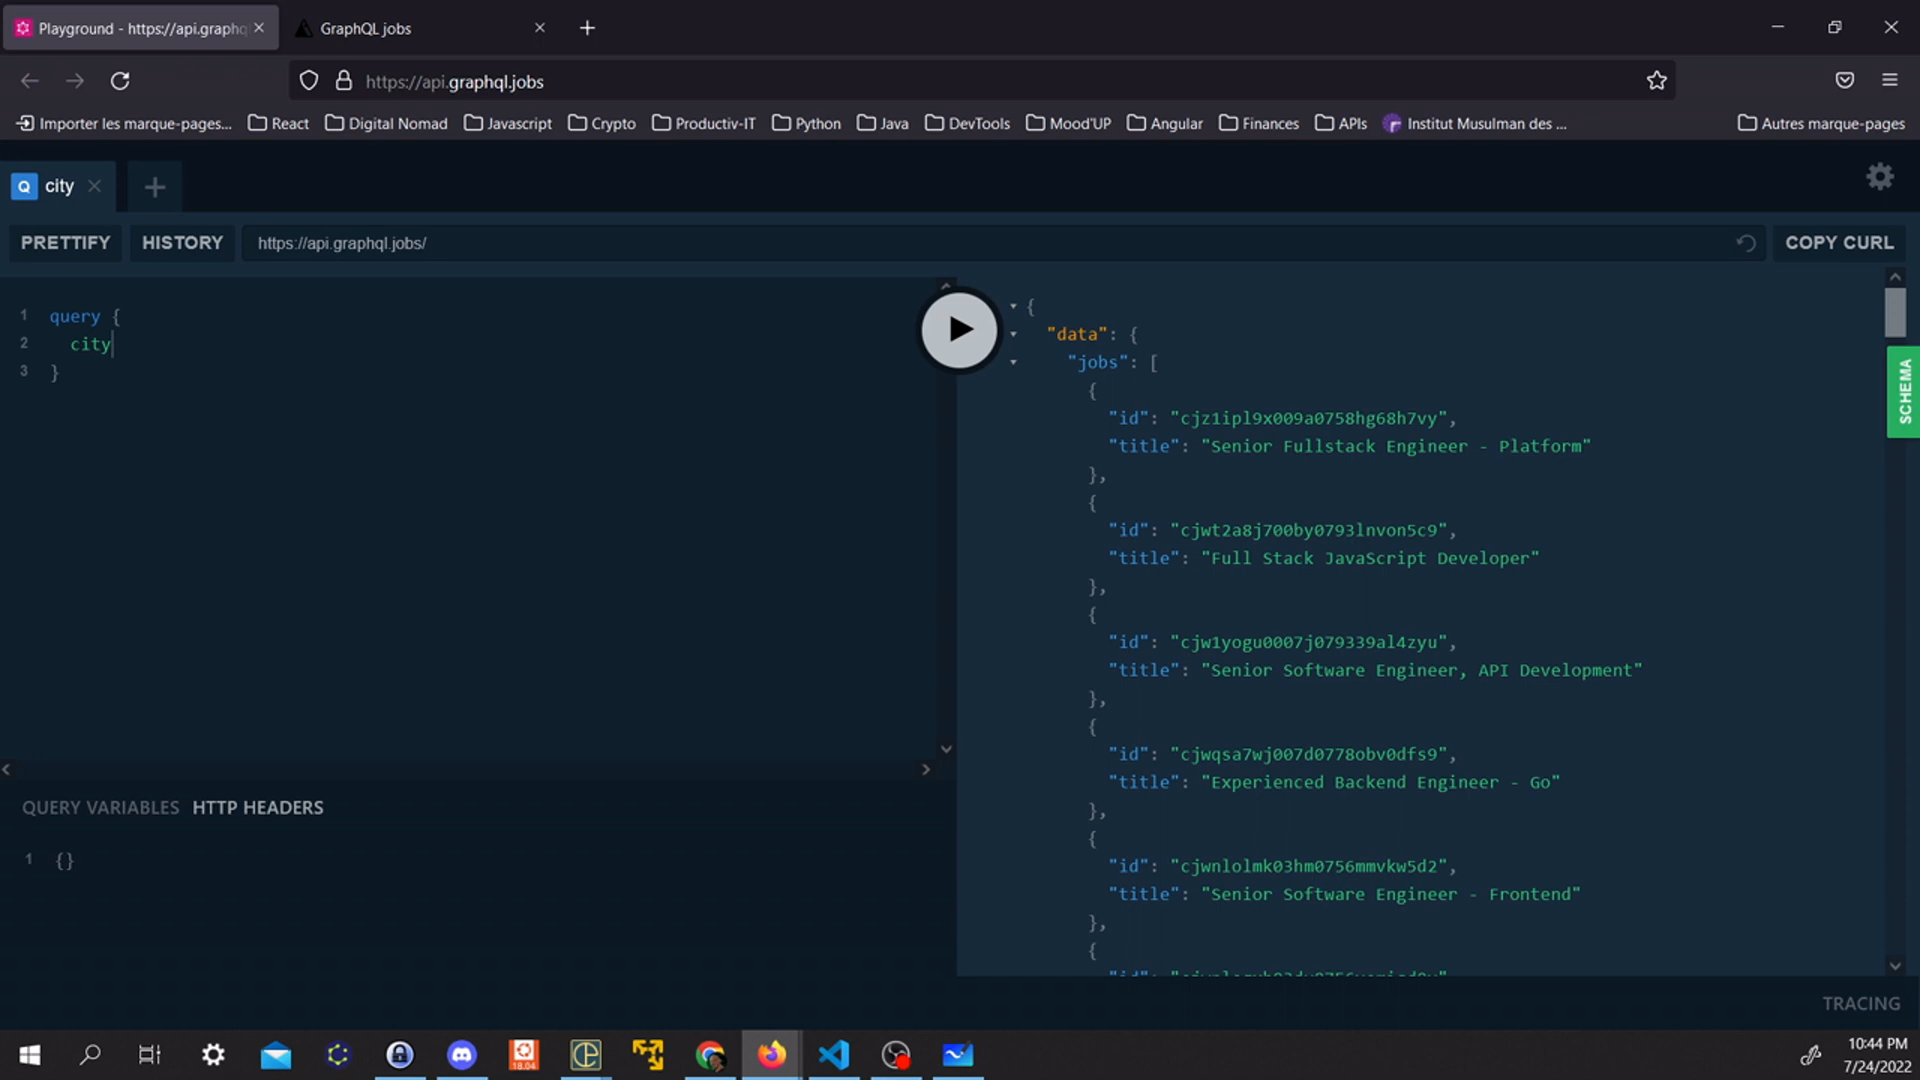 Playground - https://api.graphq
GraphQL jobs
https://api.graphql.jobs
Importer les marque-pages... React Digital Nomad Javascript Crypto Productiv-IT Python Java DevTools Mood'UP Angular Finances APIs Institut Musulman des ... Autres marque-pages
Q city
PRETTIFY HISTORY https://api.graphql.jobs/ COPY CURL
1 query {
2 city
3 }
{
"data": {
"jobs": [
{
"id": "cjz1ipl9x009a0758hg68h7vy",
"title": "Senior Fullstack Engineer - Platform"
},
{
"id": "cjwt2a8j700by0793lnvon5c9",
"title": "Full Stack JavaScript Developer"
},
{
"id": "cjw1yogu0007j079339al4zyu",
"title": "Senior Software Engineer, API Development"
},
{
"id": "cjwqsa7wj007d0778obv0dfs9",
"title": "Experienced Backend Engineer - Go"
},
{
"id": "cjwnlolmk03hm0756mmvkw5d2",
"title": "Senior Software Engineer - Frontend"
},
{
"id":
SCHEMA
QUERY VARIABLES HTTP HEADERS
1 {}
TRACING
18.04
10:44 PM
7/24/2022